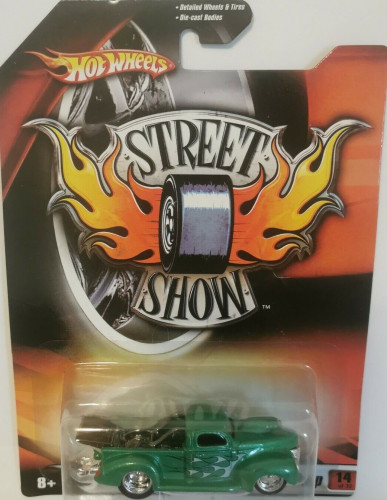 • Detailed Wheels & Tires
• Die-cast Bodies
HOT WHEELS
STREET
SHOW
TM
8+
14